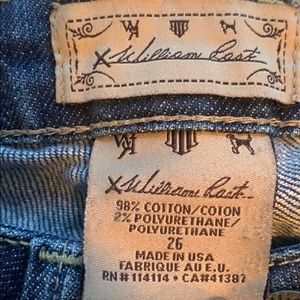 X William Rast
X William Rast
98% COTTON/COTON
2% POLYURETHANE/
POLYURETHANE
26
MADE IN USA
FABRIQUE AU E.U.
RN# 114114 • CA#41387